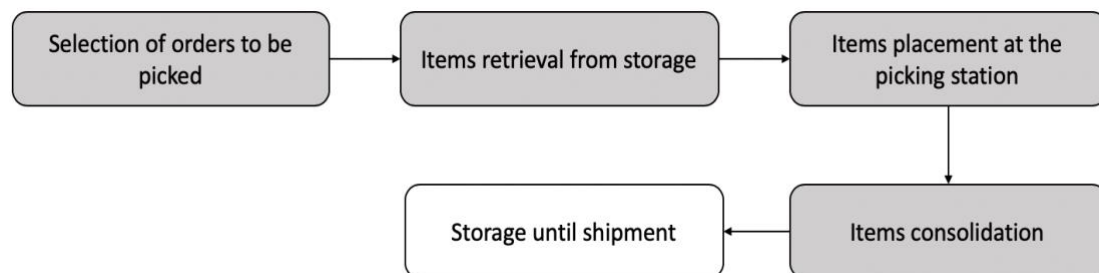 Selection of orders to be
picked
Items retrieval from storage
Items placement at the
picking station
Items consolidation
Storage until shipment